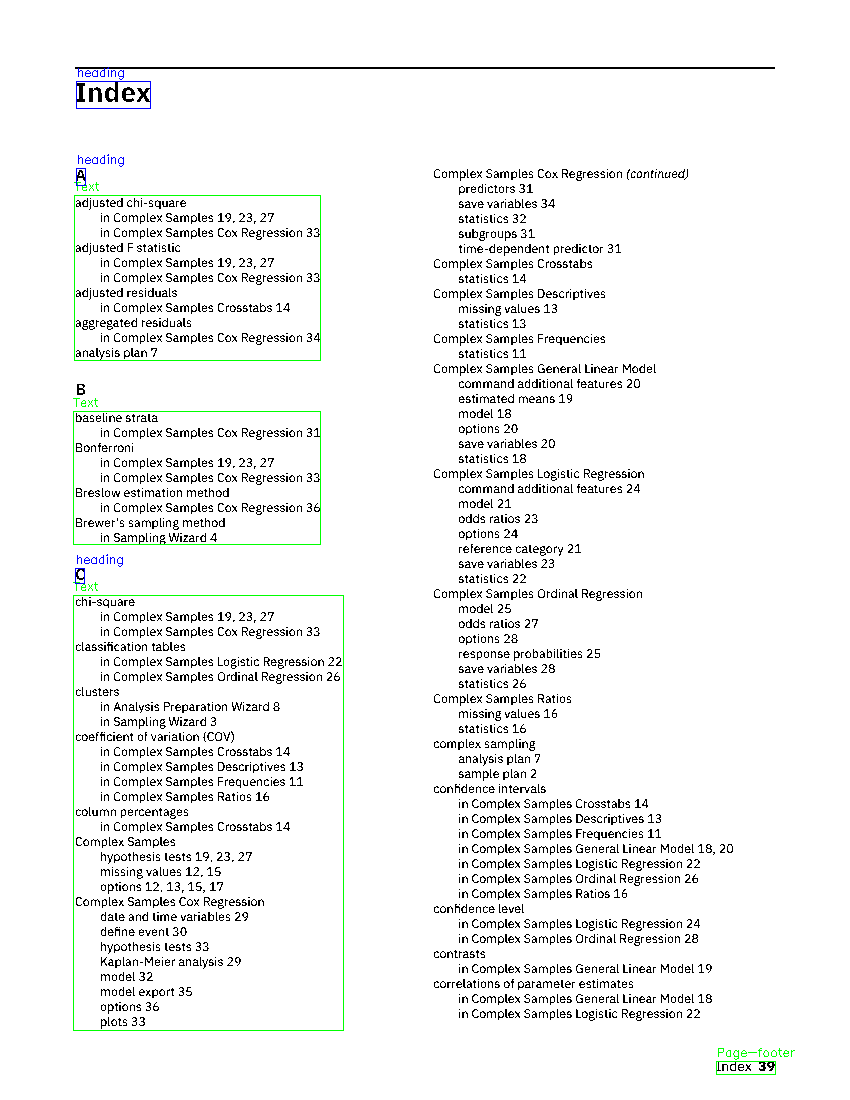 heading
Index
heading
A
Text
adjusted chi-square
in Complex Samples 19, 23, 27
in Complex Samples Cox Regression 33
adjusted F statistic
in Complex Samples 19, 23, 27
in Complex Samples Cox Regression 33
adjusted residuals
in Complex Samples Crosstabs 14
aggregated residuals
in Complex Samples Cox Regression 34
analysis plan 7
B
Text
baseline strata
in Complex Samples Cox Regression 31
Bonferroni
in Complex Samples 19, 23, 27
in Complex Samples Cox Regression 33
Breslow estimation method
in Complex Samples Cox Regression 36
Brewer's sampling method
in Sampling Wizard 4
heading
C
Text
chi-square
in Complex Samples 19, 23, 27
in Complex Samples Cox Regression 33
classification tables
in Complex Samples Logistic Regression 22
in Complex Samples Ordinal Regression 26
clusters
in Analysis Preparation Wizard 8
in Sampling Wizard 3
coefficient of variation (COV)
in Complex Samples Crosstabs 14
in Complex Samples Descriptives 13
in Complex Samples Frequencies 11
in Complex Samples Ratios 16
column percentages
in Complex Samples Crosstabs 14
Complex Samples
hypothesis tests 19, 23, 27
missing values 12, 15
options 12, 13, 15, 17
Complex Samples Cox Regression
date and time variables 29
define event 30
hypothesis tests 33
Kaplan-Meier analysis 29
model 32
model export 35
options 36
plots 33
Complex Samples Cox Regression (continued)
predictors 31
save variables 34
statistics 32
subgroups 31
time-dependent predictor 31
Complex Samples Crosstabs
statistics 14
Complex Samples Descriptives
missing values 13
statistics 13
Complex Samples Frequencies
statistics 11
Complex Samples General Linear Model
command additional features 20
estimated means 19
model 18
options 20
save variables 20
statistics 18
Complex Samples Logistic Regression
command additional features 24
model 21
odds ratios 23
options 24
reference category 21
save variables 23
statistics 22
Complex Samples Ordinal Regression
model 25
odds ratios 27
options 28
response probabilities 25
save variables 28
statistics 26
Complex Samples Ratios
missing values 16
statistics 16
complex sampling
analysis plan 7
sample plan 2
confidence intervals
in Complex Samples Crosstabs 14
in Complex Samples Descriptives 13
in Complex Samples Frequencies 11
in Complex Samples General Linear Model 18, 20
in Complex Samples Logistic Regression 22
in Complex Samples Ordinal Regression 26
in Complex Samples Ratios 16
confidence level
in Complex Samples Logistic Regression 24
in Complex Samples Ordinal Regression 28
contrasts
in Complex Samples General Linear Model 19
correlations of parameter estimates
in Complex Samples General Linear Model 18
in Complex Samples Logistic Regression 22
Page-footer
Index 39